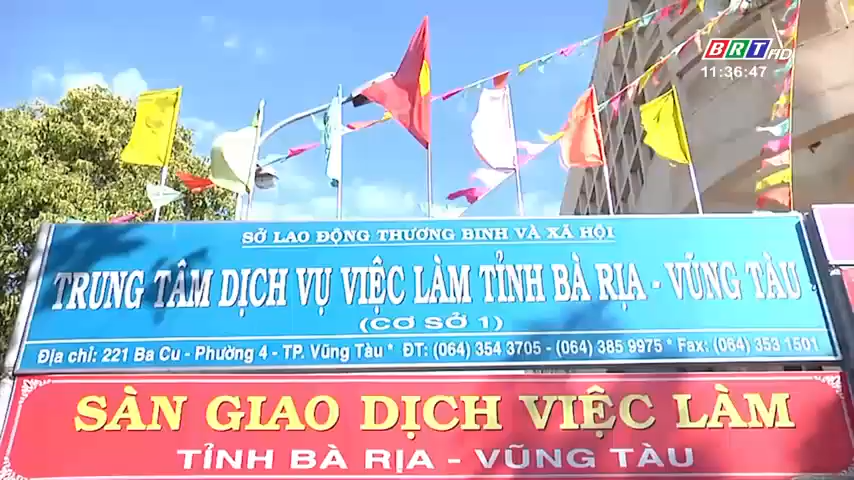 BRT HD
11:36:47
SỞ LAO ĐỘNG THƯƠNG BINH VÀ XÃ HỘI
TRUNG TÂM DỊCH VỤ VIỆC LÀM TỈNH BÀ RỊA - VŨNG TÀU
(CƠ SỞ 1)
Địa chỉ: 221 Ba Cu - Phường 4 - TP. Vũng Tàu * ĐT: (064) 354 3705 - (064) 385 9975 * Fax: (064) 353 1501
SÀN GIAO DỊCH VIỆC LÀM
TỈNH BÀ RỊA - VŨNG TÀU